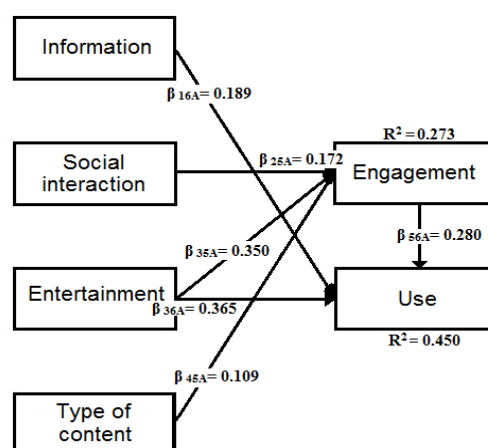 Information
β 16A= 0.189
R² = 0.273
Social
interaction
β 25A= 0.172
Engagement
β 35A= 0.350
β 56A= 0.280
Entertainment
β 36A= 0.365
Use
R² = 0.450
β 45A= 0.109
Type of
content